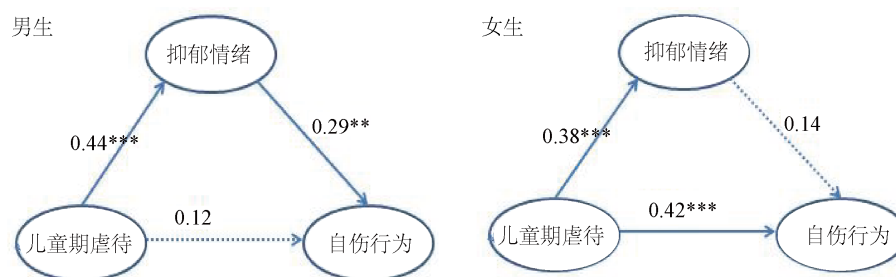 男生
抑郁情绪
0.44***
0.29**
0.12
儿童期虐待
自伤行为
女生
抑郁情绪
0.38***
0.14
0.42***
儿童期虐待
自伤行为